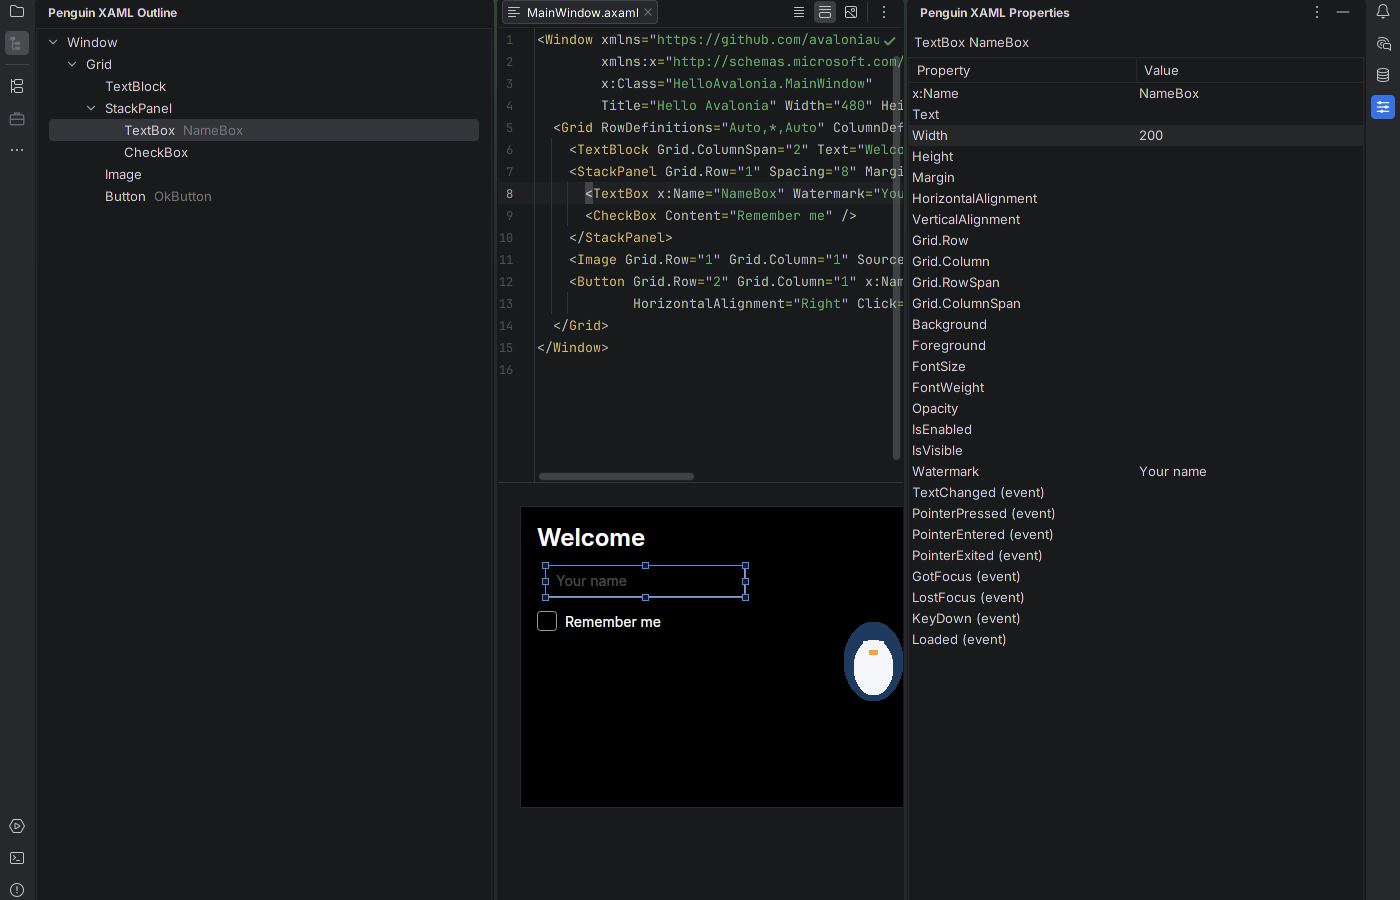 Penguin XAML Outline
Window
Grid
TextBlock
StackPanel
TextBox NameBox
CheckBox
Image
Button OkButton
MainWindow.axaml
1 <Window xmlns="https://github.com/avaloniau
2 xmlns:x="http://schemas.microsoft.com/
3 x:Class="HelloAvalonia.MainWindow"
4 Title="Hello Avalonia" Width="480" Hei
5 <Grid RowDefinitions="Auto,*,Auto" ColumnDef
6 <TextBlock Grid.ColumnSpan="2" Text="Welco
7 <StackPanel Grid.Row="1" Spacing="8" Margi
8 <TextBox x:Name="NameBox" Watermark="You
9 <CheckBox Content="Remember me" />
10 </StackPanel>
11 <Image Grid.Row="1" Grid.Column="1" Source
12 <Button Grid.Row="2" Grid.Column="1" x:Nam
13 HorizontalAlignment="Right" Click=
14 </Grid>
15 </Window>
16
Welcome
Your name
Remember me
Penguin XAML Properties
TextBox NameBox
Property Value
x:Name NameBox
Text
Width 200
Height
Margin
HorizontalAlignment
VerticalAlignment
Grid.Row
Grid.Column
Grid.RowSpan
Grid.ColumnSpan
Background
Foreground
FontSize
FontWeight
Opacity
IsEnabled
IsVisible
Watermark Your name
TextChanged (event)
PointerPressed (event)
PointerEntered (event)
PointerExited (event)
GotFocus (event)
LostFocus (event)
KeyDown (event)
Loaded (event)